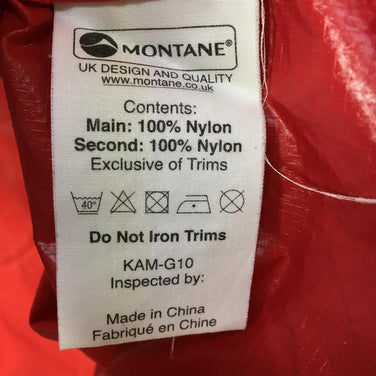 MONTANE®
UK DESIGN AND QUALITY
www.montane.co.uk
Contents:
Main: 100% Nylon
Second: 100% Nylon
Exclusive of Trims
40°
Do Not Iron Trims
KAM-G10
Inspected by:
Made in China
Fabriqué en Chine